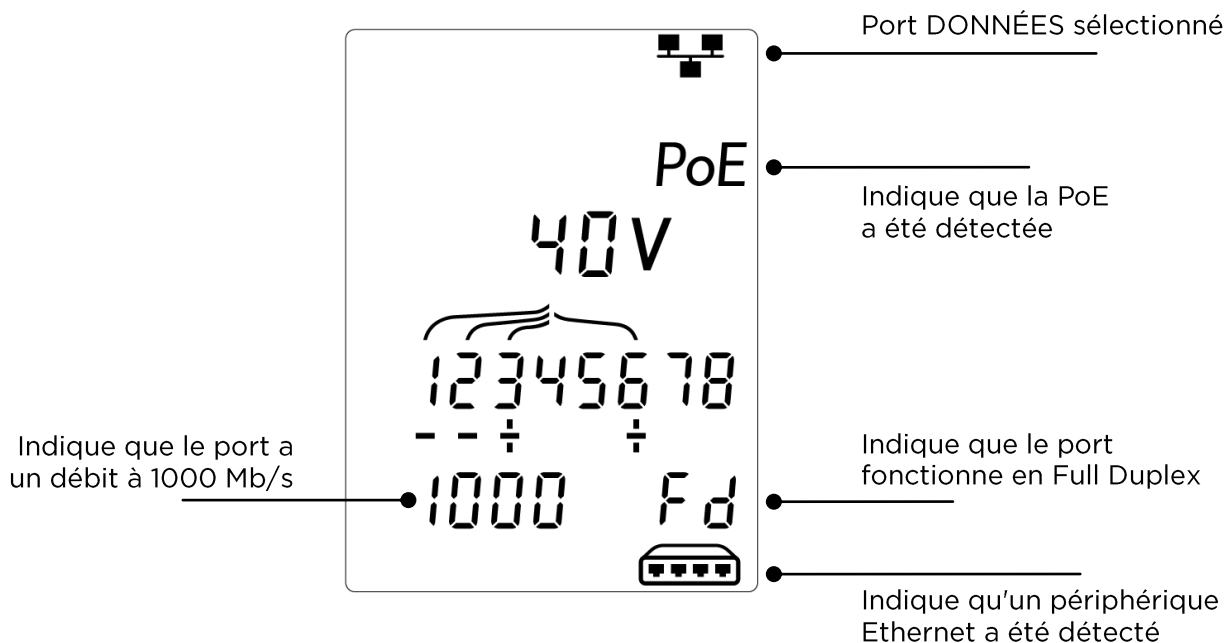 Port DONNÉES sélectionné
PoE
Indique que la PoE
a été détectée
40 V
12345678
- - ÷ ÷
Indique que le port a
un débit à 1000 Mb/s
1000 Fd
Indique que le port
fonctionne en Full Duplex
Indique qu'un périphérique
Ethernet a été détecté